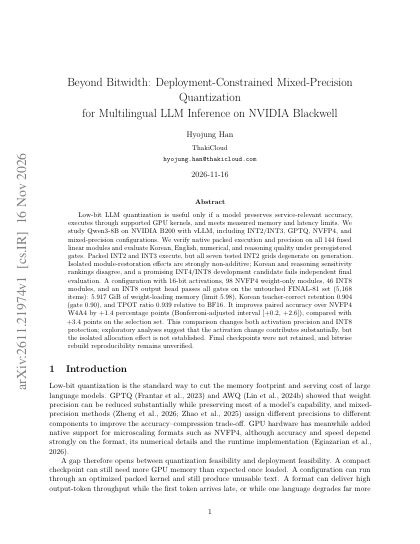 Beyond Bitwidth: Deployment-Constrained Mixed-Precision
Quantization
for Multilingual LLM Inference on NVIDIA Blackwell
Hyojung Han
ThakiCloud
hyojung.han@thakicloud.com
2026-11-16
Abstract
Low-bit LLM quantization is useful only if a model preserves service-relevant accuracy,
executes through supported GPU kernels, and meets measured memory and latency limits. We
study Qwen3-8B on NVIDIA B200 with vLLM, including INT2/INT3, GPTQ, NVFP4, and
mixed-precision configurations. We verify native packed execution and precision on all 144 fused
linear modules and evaluate Korean, English, numeral, and reasoning quality under preregistered
gates. Packed INT2 and INT3 execute, but all seven tested INT2 grids degenerate on generation.
Isolated module-restoration effects are strongly non-additive; Korean and reasoning sensitivity
rankings disagree, and a promising INT4/INT8 development candidate fails independent final
evaluation. A configuration with 16-bit activations, 98 NVFP4 weight-only modules, 46 INT8
modules, and an INT8 output head passes all gates on the untouched FINAL-81 set (5,168
items): 5.917 GiB of weight-loading memory (limit 5.98), Korean teacher-correct retention 0.904
(gate 0.90), and TPOT ratio 0.939 relative to BF16. It improves paired accuracy over NVFP4
W4A4 by +1.4 percentage points (Bonferroni-adjusted interval [+0.2, +2.6]), compared with
+3.4 points on the selection set. This comparison changes both activation precision and INT8
protection; exploratory analyses suggest that the activation change contributes substantially, but
the isolated allocation effect is not established. Final checkpoints were not retained, and bitwise
rebuild reproducibility remains unverified.
1 Introduction
Low-bit quantization is the standard way to cut the memory footprint and serving cost of large
language models. GPTQ (Frantar et al., 2023) and AWQ (Lin et al., 2024b) showed that weight
precision can be reduced substantially while preserving most of a model's capability, and mixed-
precision methods (Zheng et al., 2026; Zhao et al., 2025) assign different precisions to different
components to improve the accuracy–compression trade-off. GPU hardware has meanwhile added
native support for microscaling formats such as NVFP4, although accuracy and speed depend
strongly on the format, its numerical details and the runtime implementation (Egiazarian et al.,
2026).
A gap therefore opens between quantization feasibility and deployment feasibility. A compact
checkpoint can still need more GPU memory than expected once loaded. A configuration can run
through an optimized packed kernel and still produce unusable text. A format can deliver high
output-token throughput while the first token arrives late, or while one language degrades far more
1
arXiv:2611.21974v1 [cs.IR] 16 Nov 2026